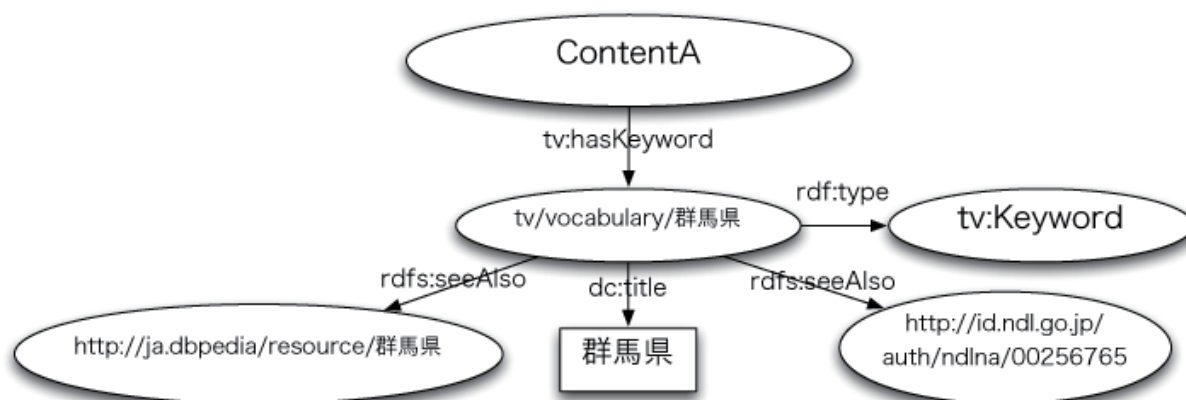 ContentA
tv:hasKeyword
rdf:type
tv/vocabulary/群馬県
tv:Keyword
rdfs:seeAlso
dc:title
rdfs:seeAlso
http://ja.dbpedia/resource/群馬県
群馬県
http://id.ndl.go.jp/
auth/ndlna/00256765